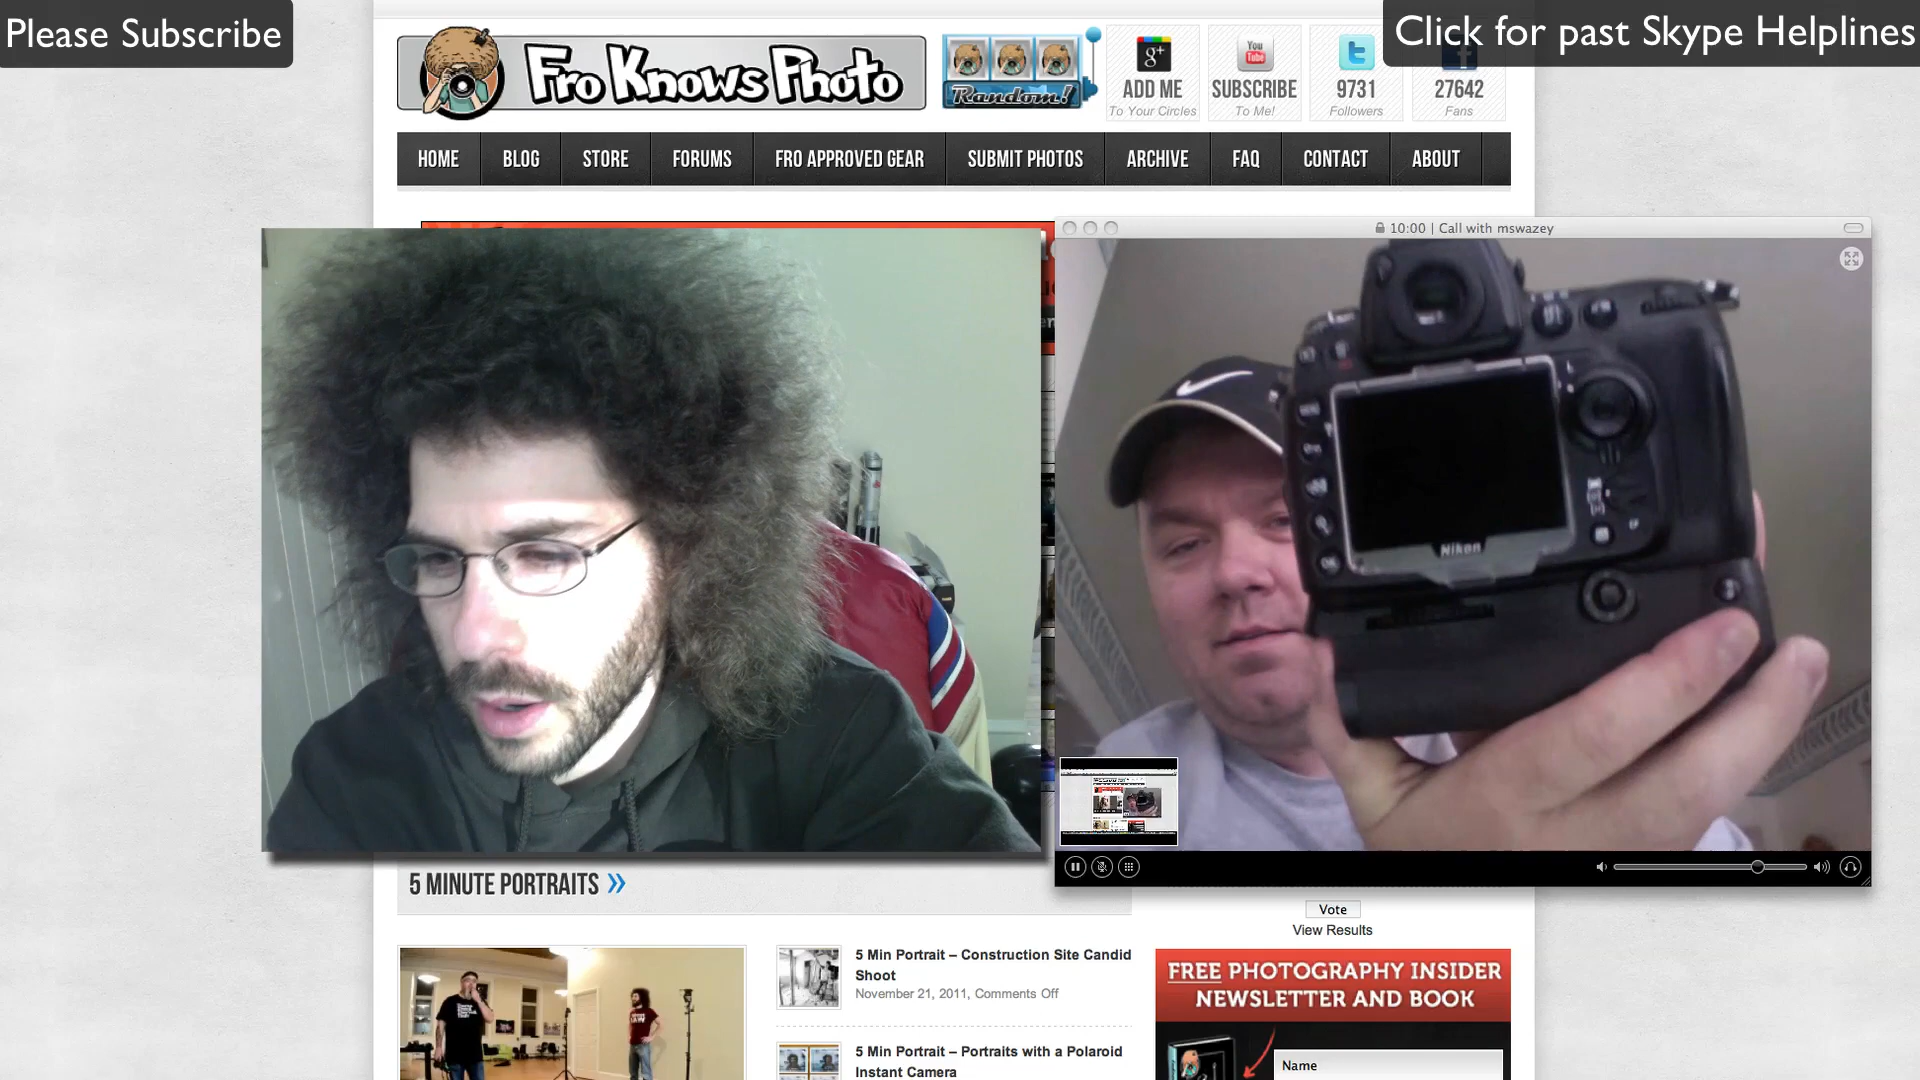 Please Subscribe
Click for past Skype Helplines
Fro Knows Photo
Random!
g+
ADD ME
To Your Circles
You
Tube
SUBSCRIBE
To Me!
9731
Followers
27642
Fans
HOME
BLOG
STORE
FORUMS
FRO APPROVED GEAR
SUBMIT PHOTOS
ARCHIVE
FAQ
CONTACT
ABOUT
10:00 | Call with mswazey
Nikon
5 MINUTE PORTRAITS »
5 Min Portrait – Construction Site Candid
Shoot
November 21, 2011, Comments Off
5 Min Portrait – Portraits with a Polaroid
Instant Camera
Vote
View Results
FREE PHOTOGRAPHY INSIDER
NEWSLETTER AND BOOK
Name